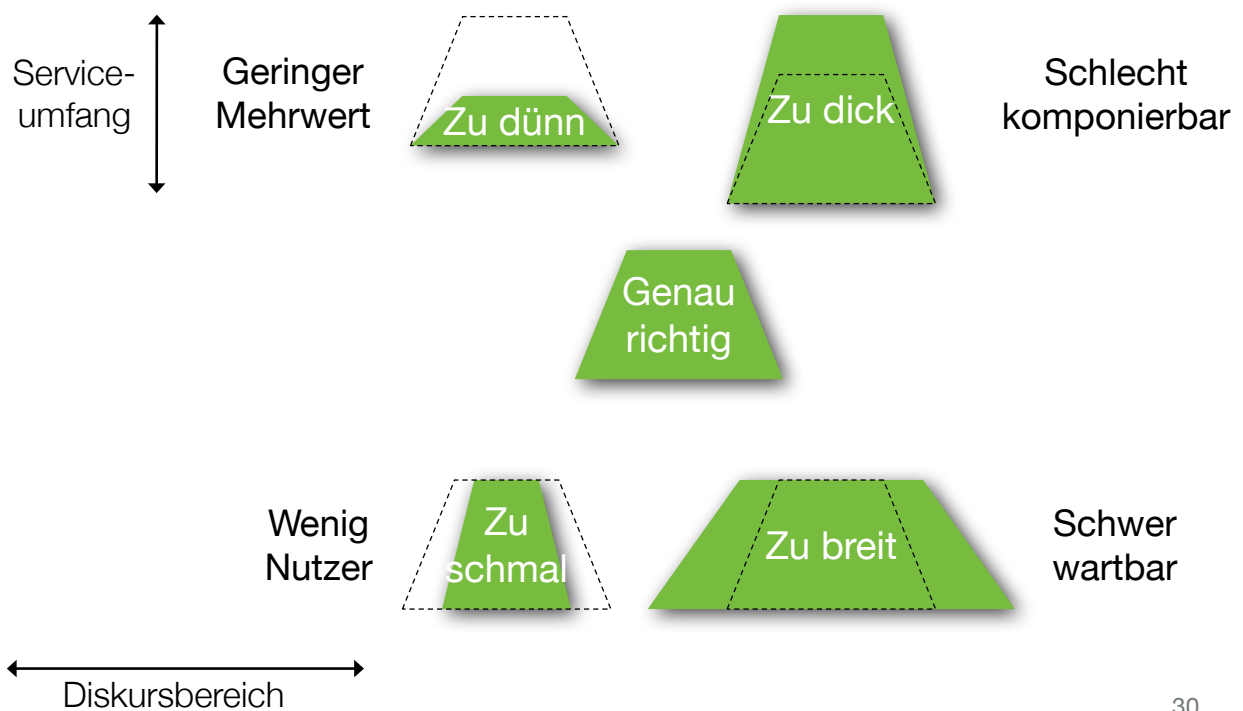 Service-
umfang
Geringer
Mehrwert
Zu dünn
Zu dick
Schlecht
komponierbar
Genau
richtig
Wenig
Nutzer
Zu
schmal
Zu breit
Schwer
wartbar
Diskursbereich
30